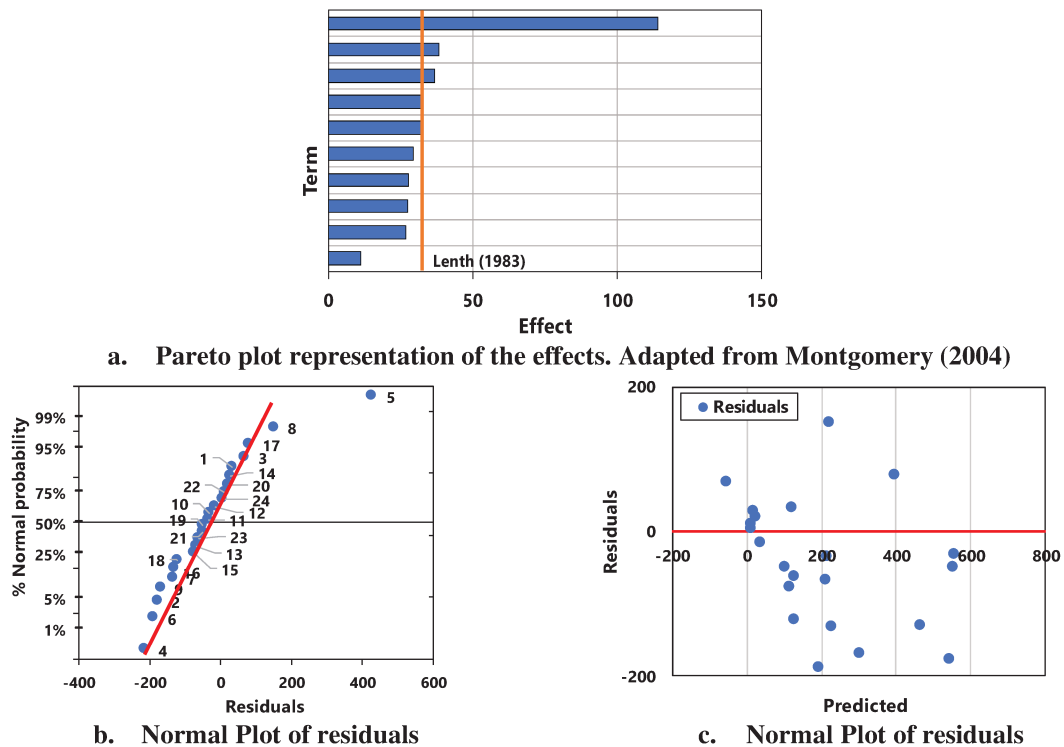 Term
Lenth (1983)
0 50 100 150
Effect
a. Pareto plot representation of the effects. Adapted from Montgomery (2004)
% Normal probability
99%
95%
75%
50%
25%
5%
1%
5
8
17
1 3
14
22 20
24
10 12
19 11
21 23
18 13
16 15
7
9
2
6
4
-400 -200 0 200 400 600
Residuals
b. Normal Plot of residuals
200
Residuals
Residuals
0
-200 0 200 400 600 800
-200
Predicted
c. Normal Plot of residuals